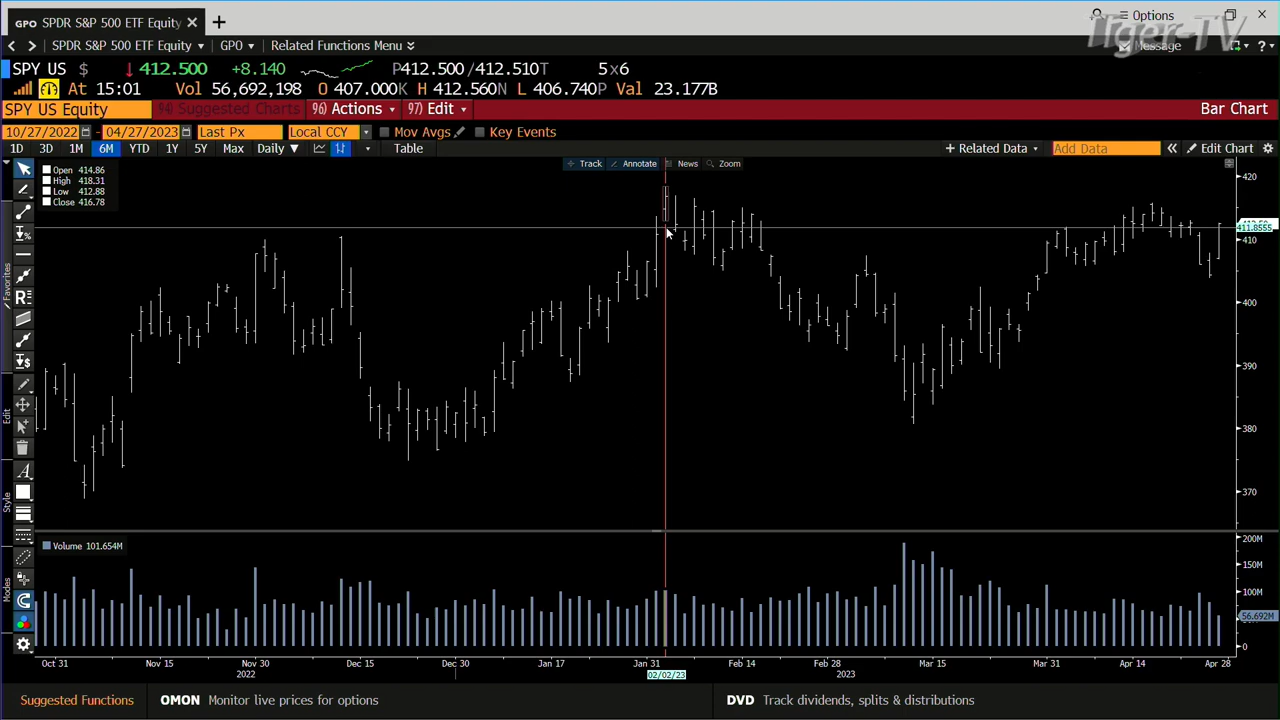 GPO SPDR S&P 500 ETF Equity
Options
Tiger-TV
SPDR S&P 500 ETF Equity GPO Related Functions Menu
Message
SPY US $ ↓ 412.500 +8.140 P412.500/412.510T 5x6
At 15:01 Vol 56,692,198 O 407.000K H 412.560N L 406.740P Val 23.177B
SPY US Equity 94) Suggested Charts 96) Actions 97) Edit Bar Chart
10/27/2022 - 04/27/2023 Last Px Local CCY Mov Avgs Key Events
1D 3D 1M 6M YTD 1Y 5Y Max Daily ▼ Table + Related Data Add Data Edit Chart
Track Annotate News Zoom
Open 414.86
High 418.31
Low 412.88
Close 416.78
420
411.8555
410
400
390
380
370
Favorites
Edit
Style
Modes
Volume 101.654M
200M
150M
100M
56.692M
0
Oct 31 Nov 15 Nov 30 Dec 15 Dec 30 Jan 17 Jan 31 Feb 14 Feb 28 Mar 15 Mar 31 Apr 14 Apr 28
2022 02/02/23 2023
Suggested Functions OMON Monitor live prices for options DVD Track dividends, splits & distributions